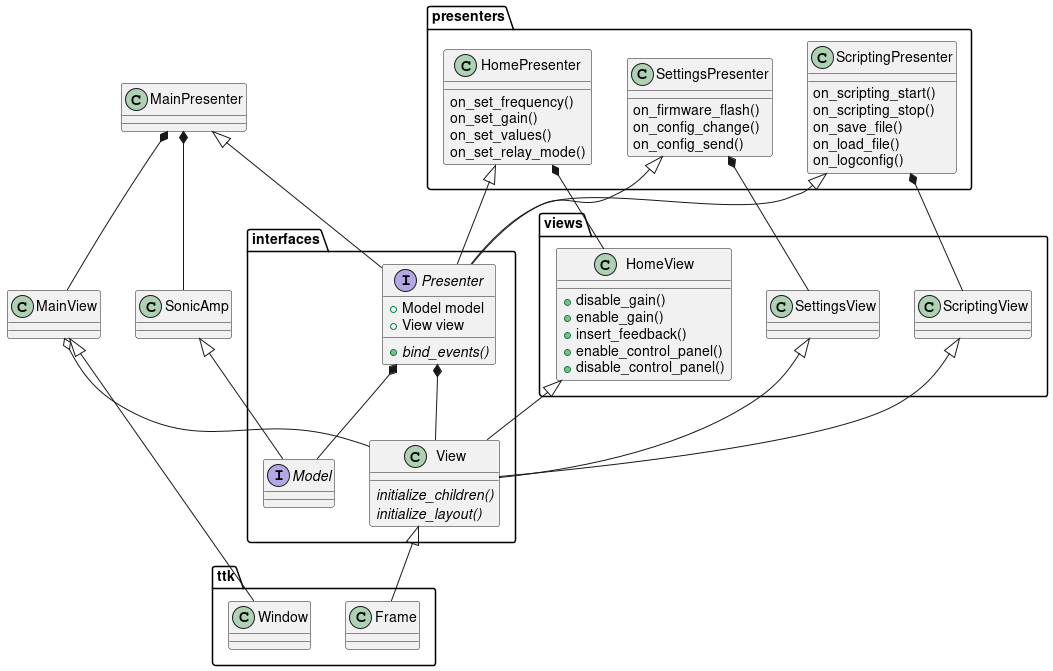 presenters
C HomePresenter
on_set_frequency()
on_set_gain()
on_set_values()
on_set_relay_mode()
C SettingsPresenter
on_firmware_flash()
on_config_change()
on_config_send()
C ScriptingPresenter
on_scripting_start()
on_scripting_stop()
on_save_file()
on_load_file()
on_logconfig()
C MainPresenter
interfaces
I Presenter
Model model
View view
bind_events()
views
C HomeView
disable_gain()
enable_gain()
insert_feedback()
enable_control_panel()
disable_control_panel()
C SettingsView
C ScriptingView
C MainView
C SonicAmp
I Model
C View
initialize_children()
initialize_layout()
ttk
C Window
C Frame